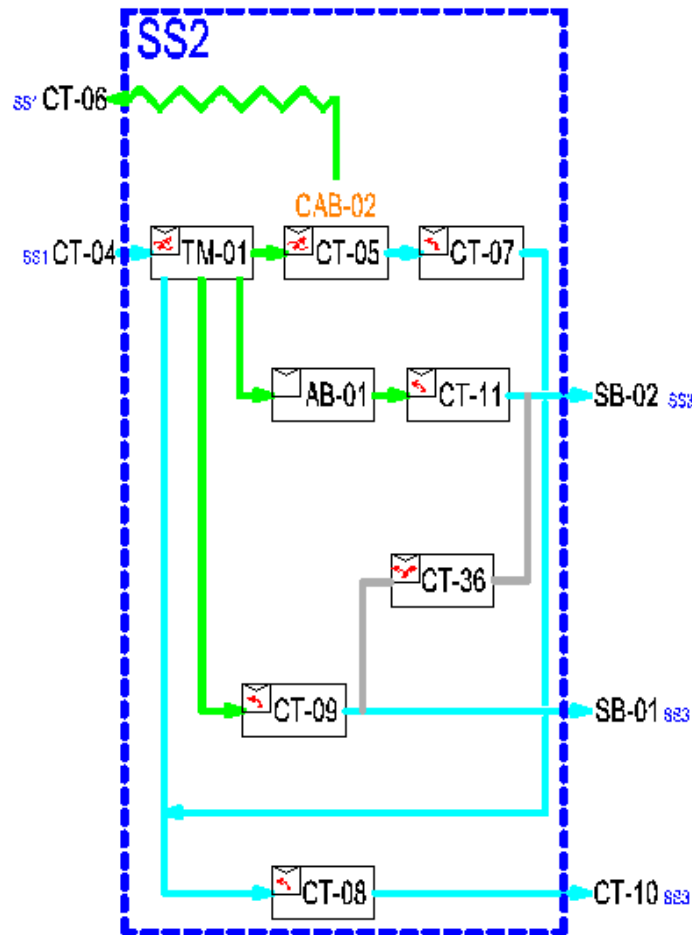 SS2
SS1 CT-06
CAB-02
SS1 CT-04 TM-01 CT-05 CT-07
AB-01 CT-11 SB-02 SS3
CT-36
CT-09 SB-01 SS3
CT-08 CT-10 SS3